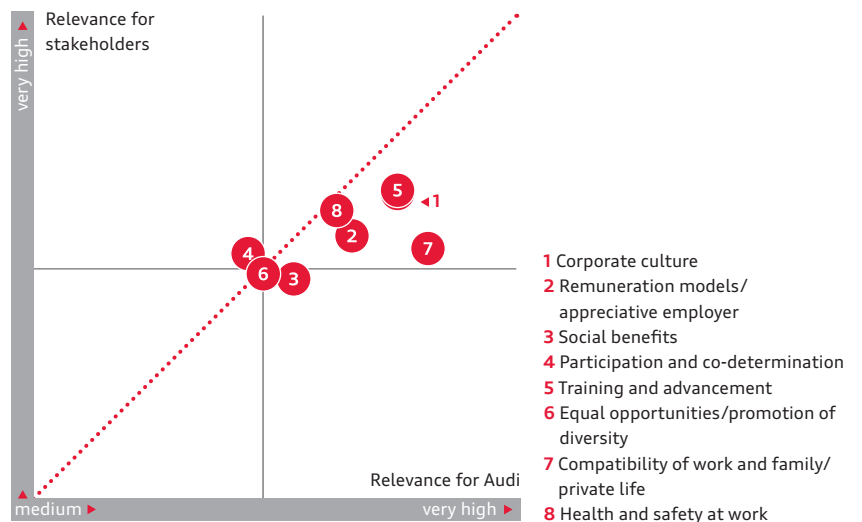 Relevance for
stakeholders
very high
5
1
8
2
4
7
6
3
1 Corporate culture
2 Remuneration models/
appreciative employer
3 Social benefits
4 Participation and co-determination
5 Training and advancement
6 Equal opportunities/promotion of
diversity
7 Compatibility of work and family/
private life
8 Health and safety at work
Relevance for Audi
medium
very high